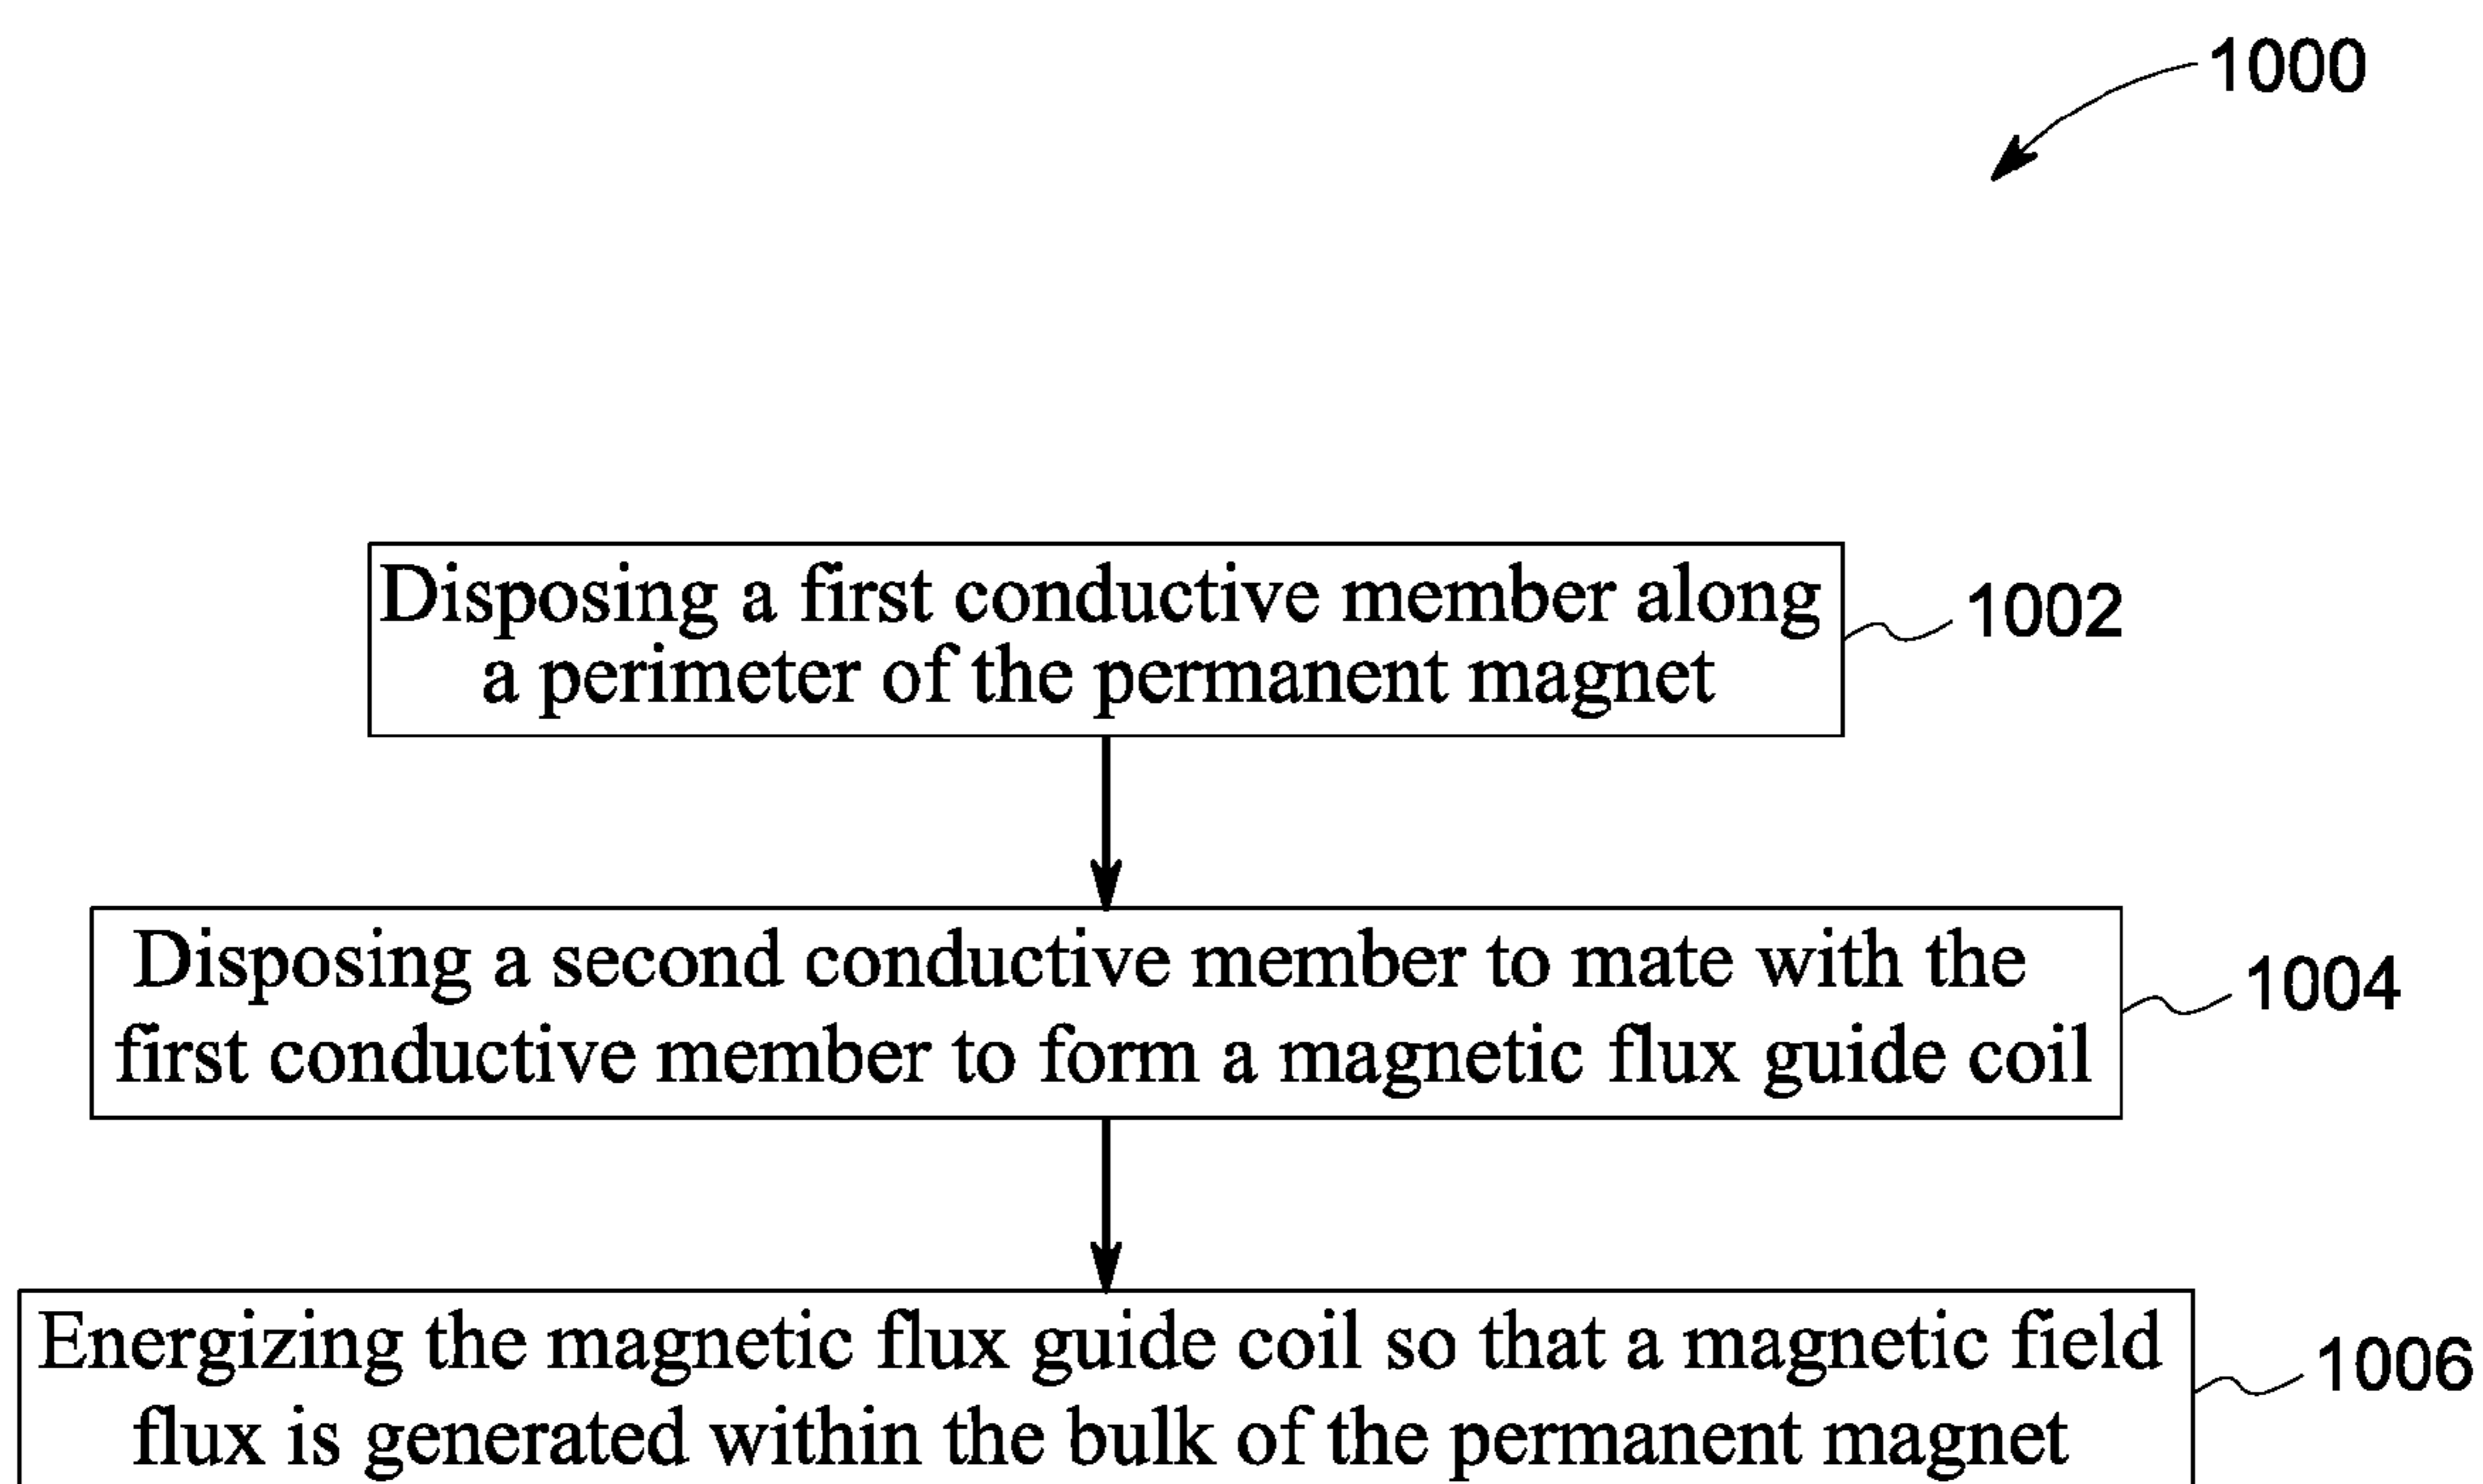 1000
Disposing a first conductive member along
a perimeter of the permanent magnet
1002
Disposing a second conductive member to mate with the
first conductive member to form a magnetic flux guide coil
1004
Energizing the magnetic flux guide coil so that a magnetic field
flux is generated within the bulk of the permanent magnet
1006